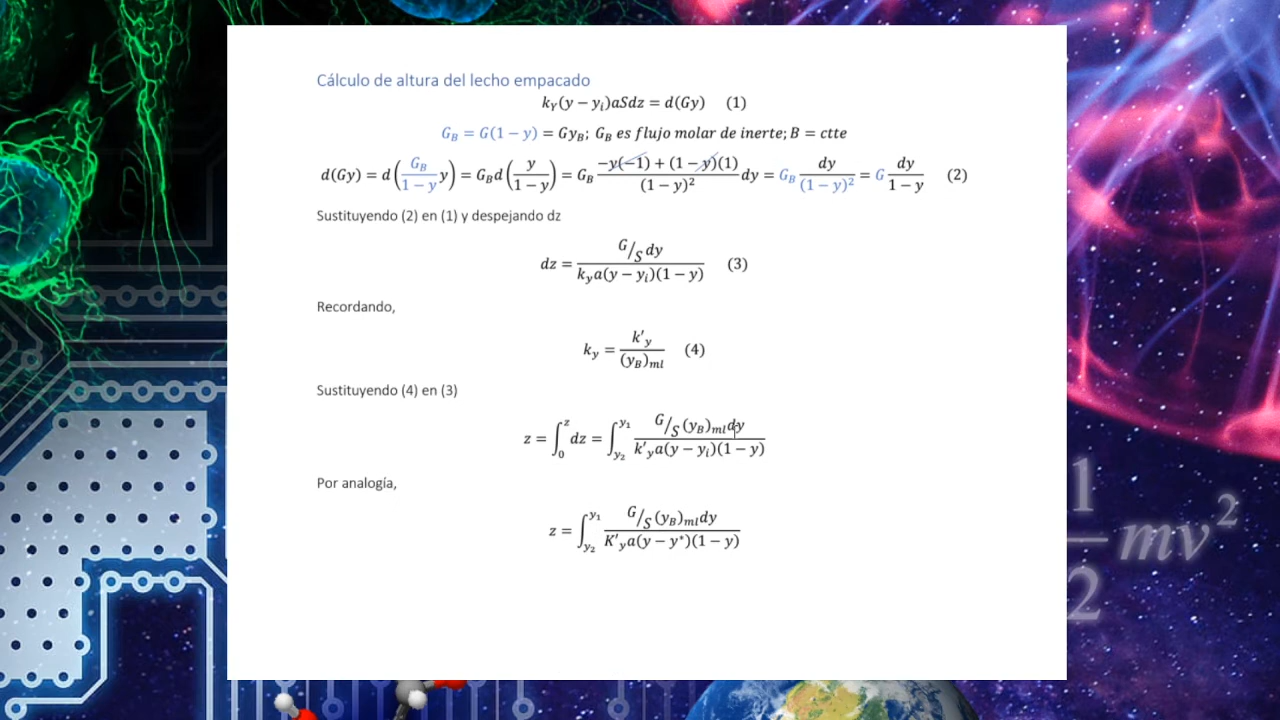 Cálculo de altura del lecho empacado
k_Y(y − y_i)aSdz = d(Gy) (1)
G_B = G(1 − y) = Gy_B; G_B es flujo molar de inerte; B = ctte
d(Gy) = d(G_B/(1 − y) y) = G_B d(y/(1 − y)) = G_B (−y(−1) + (1 − y)(1))/(1 − y)² dy = G_B dy/(1 − y)² = G dy/(1 − y) (2)
Sustituyendo (2) en (1) y despejando dz
dz = (G/S dy)/(k_y a(y − y_i)(1 − y)) (3)
Recordando,
k_y = k'_y/(y_B)_ml (4)
Sustituyendo (4) en (3)
z = ∫_0^z dz = ∫_{y_2}^{y_1} (G/S (y_B)_ml dy)/(k'_y a(y − y_i)(1 − y))
Por analogía,
z = ∫_{y_2}^{y_1} (G/S (y_B)_ml dy)/(K'_y a(y − y*)(1 − y))
1/2 mv²